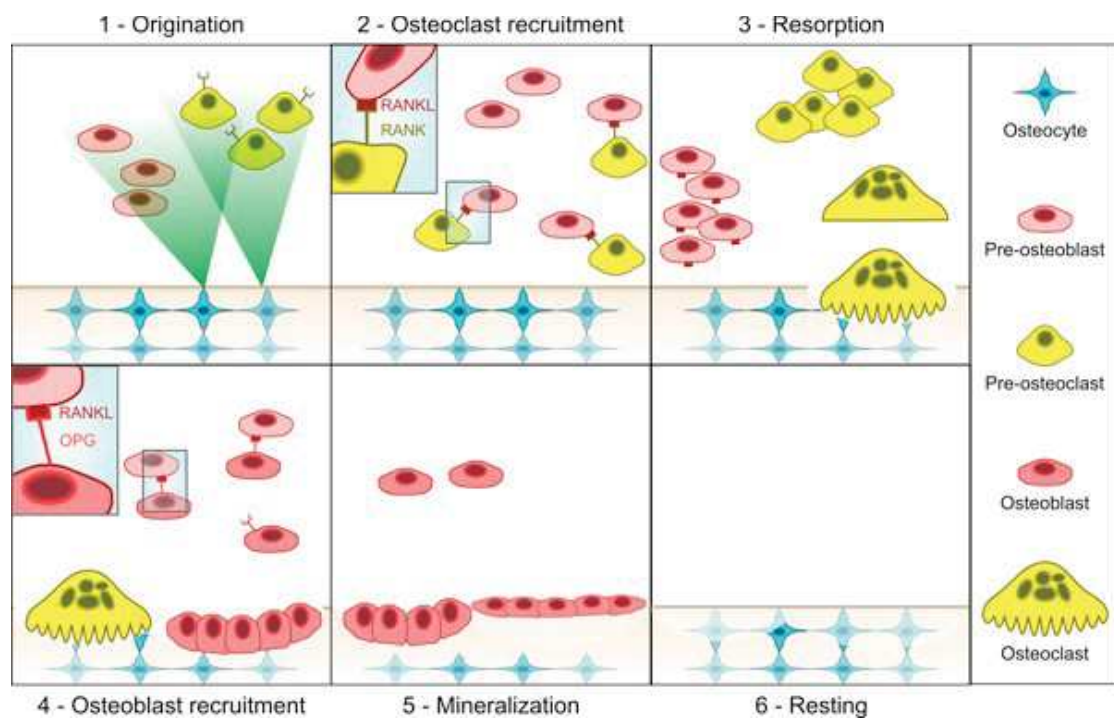 1 - Origination
2 - Osteoclast recruitment
3 - Resorption
RANKL
RANK
Osteocyte
Pre-osteoblast
Pre-osteoclast
RANKL
OPG
Osteoblast
Osteoclast
4 - Osteoblast recruitment
5 - Mineralization
6 - Resting